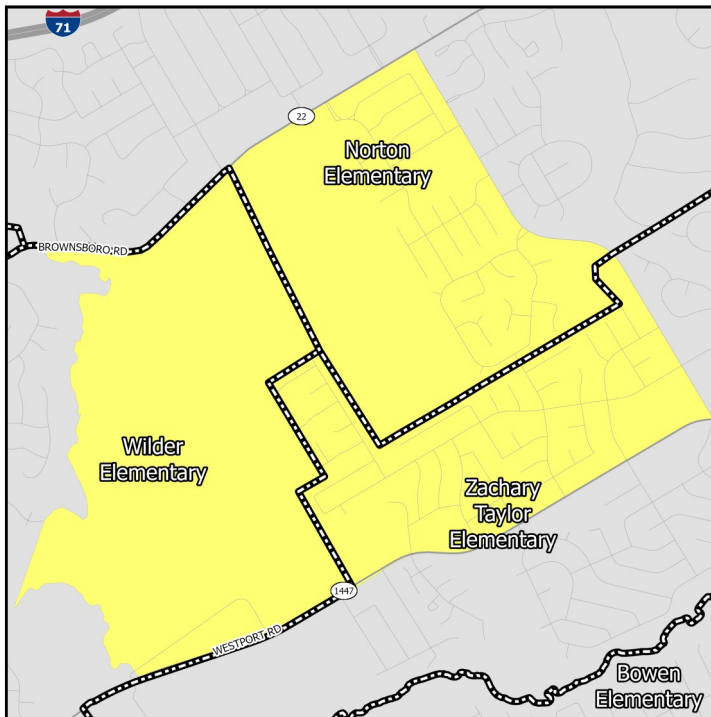 71
22
Norton
Elementary
BROWNSBORO RD
Wilder
Elementary
Zachary
Taylor
Elementary
1447
WESTPORT RD
Bowen
Elementary